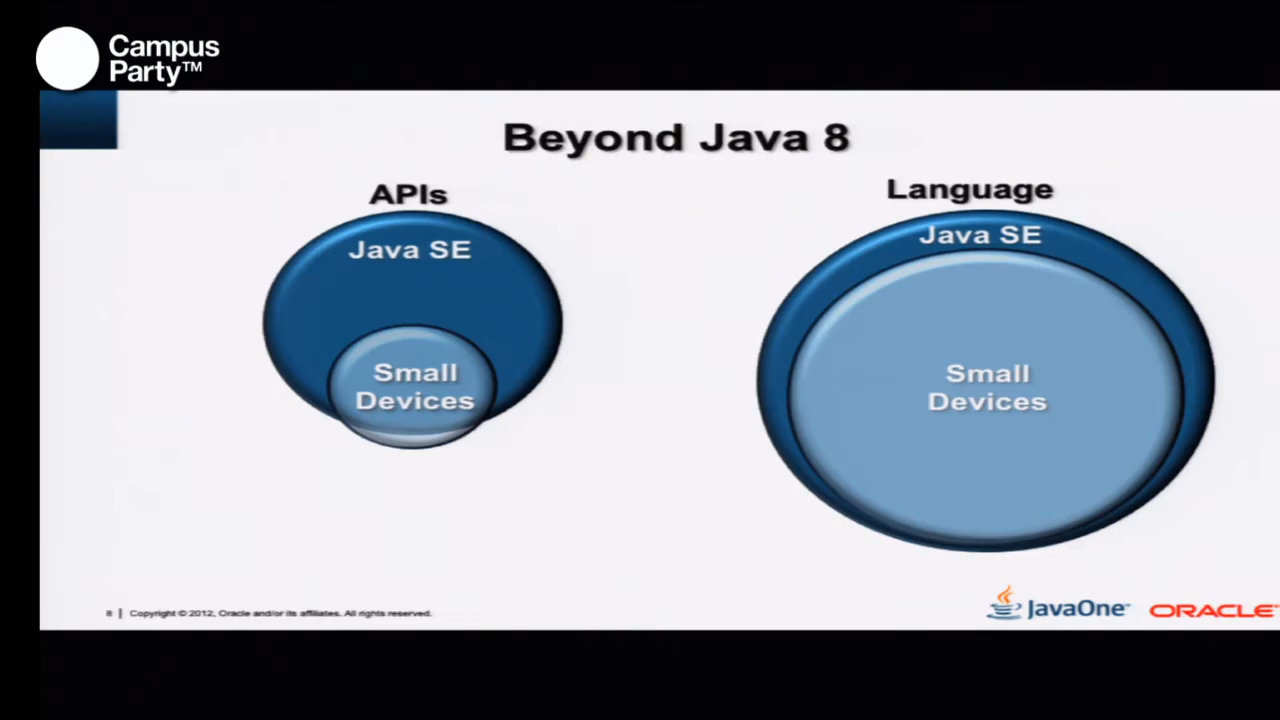 Campus
Party™
Beyond Java 8
APIs
Language
Java SE
Java SE
Small
Devices
Small
Devices
8 | Copyright © 2012, Oracle and/or its affiliates. All rights reserved.
JavaOne™
ORACLE®